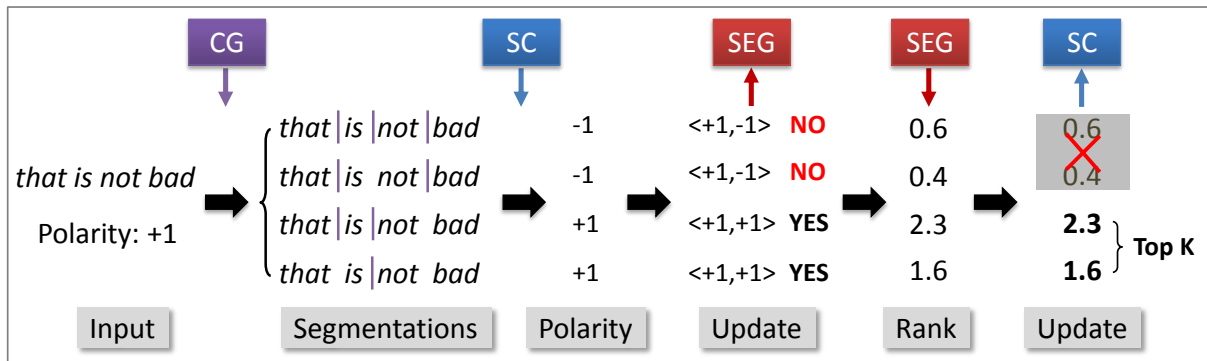 CG SC SEG SEG SC
that is not bad -1 <+1,-1> NO 0.6 0.6
that is not bad that is not bad -1 <+1,-1> NO 0.4 0.4
Polarity: +1 that is not bad +1 <+1,+1> YES 2.3 2.3
Top K
that is not bad +1 <+1,+1> YES 1.6 1.6
Input Segmentations Polarity Update Rank Update